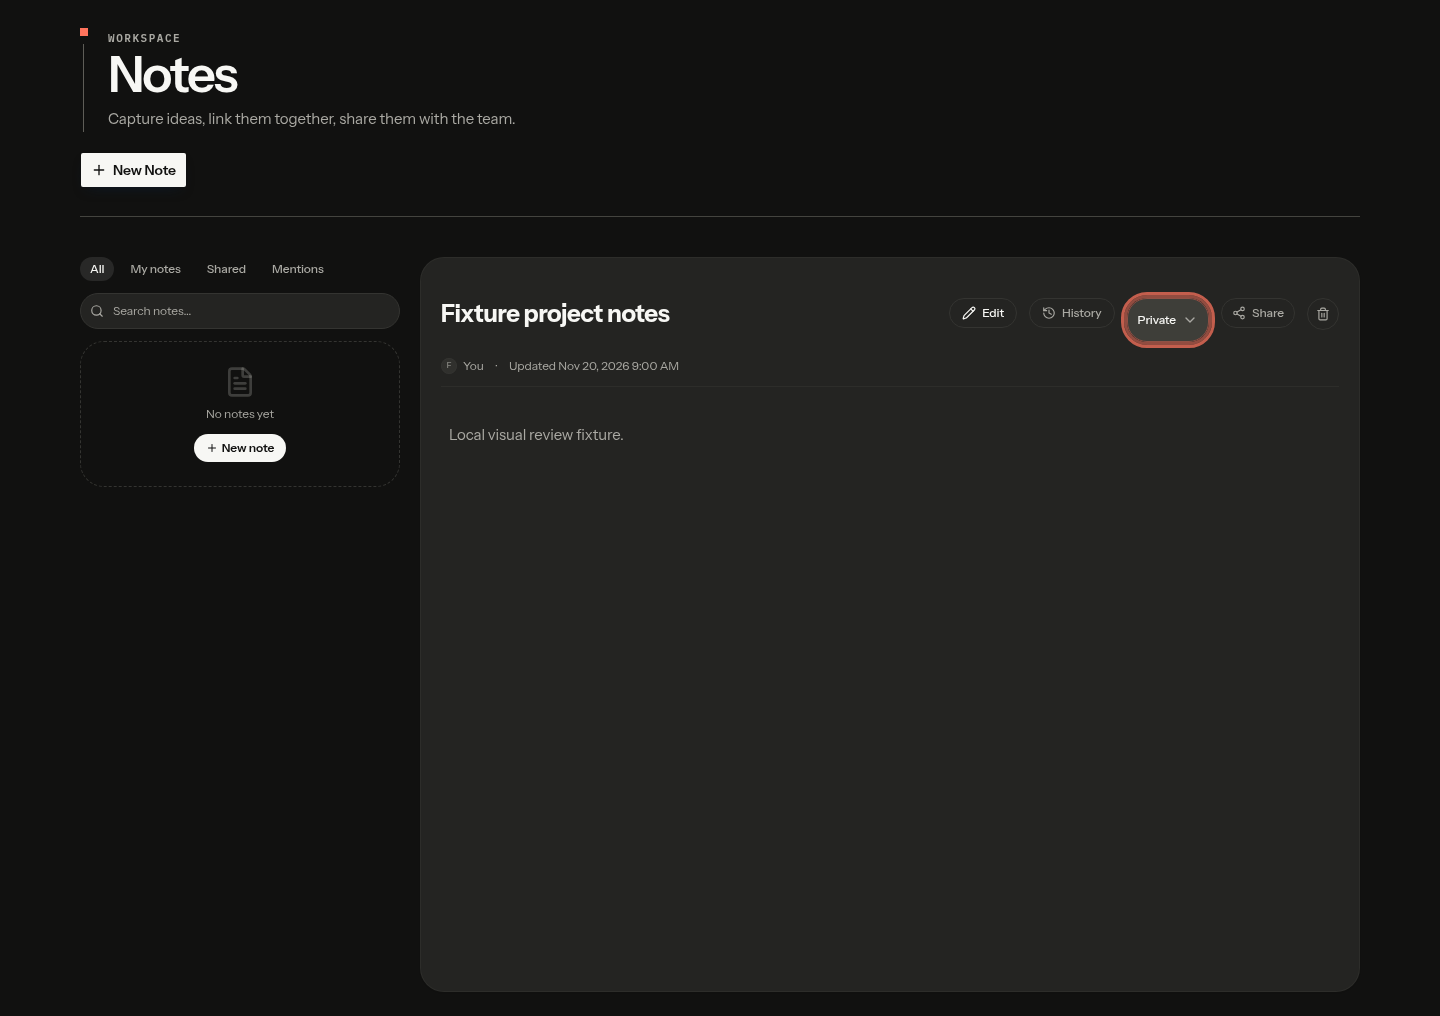 WORKSPACE
Notes
Capture ideas, link them together, share them with the team.
New Note
All My notes Shared Mentions
Search notes...
No notes yet
New note
Fixture project notes
Edit History Private Share
F You · Updated Nov 20, 2026 9:00 AM
Local visual review fixture.